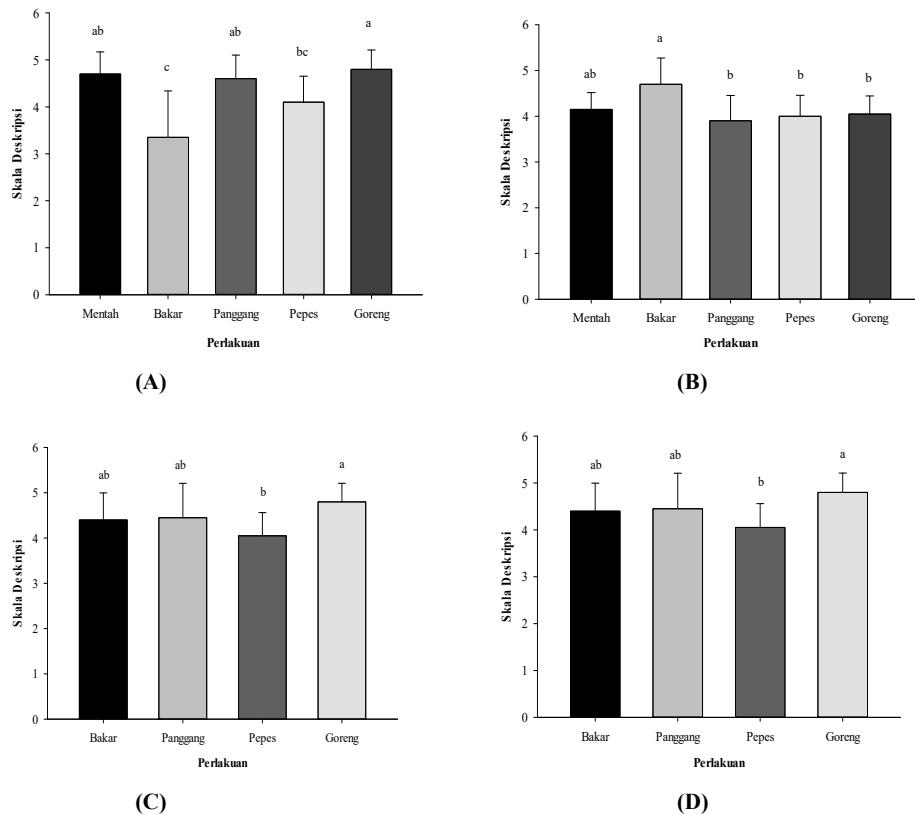 6
5
4
3
2
1
0
Skala Deskripsi
ab
c
ab
bc
a
Mentah Bakar Panggang Pepes Goreng
Perlakuan
(A)
6
5
4
3
2
1
0
Skala Deskripsi
ab
a
b
b
b
Mentah Bakar Panggang Pepes Goreng
Perlakuan
(B)
6
5
4
3
2
1
0
Skala Deskripsi
ab
ab
b
a
Bakar Panggang Pepes Goreng
Perlakuan
(C)
6
5
4
3
2
1
0
Skala Deskripsi
ab
ab
b
a
Bakar Panggang Pepes Goreng
Perlakuan
(D)